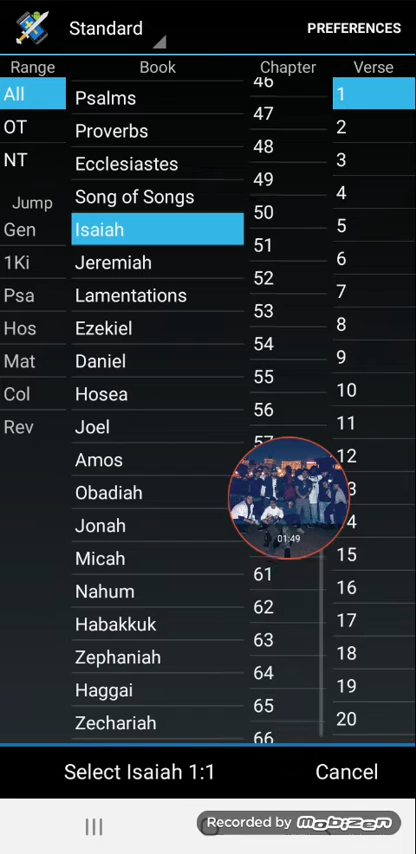 Standard
PREFERENCES
Range Book Chapter Verse
All
OT
NT
Jump
Gen
1Ki
Psa
Hos
Mat
Col
Rev
Psalms
Proverbs
Ecclesiastes
Song of Songs
Isaiah
Jeremiah
Lamentations
Ezekiel
Daniel
Hosea
Joel
Amos
Obadiah
Jonah
Micah
Nahum
Habakkuk
Zephaniah
Haggai
Zechariah
46
47
48
49
50
51
52
53
54
55
56
57
61
62
63
64
65
66
1
2
3
4
5
6
7
8
9
10
11
12
3
4
15
16
17
18
19
20
01:49
Select Isaiah 1:1
Cancel
Recorded by mobizen